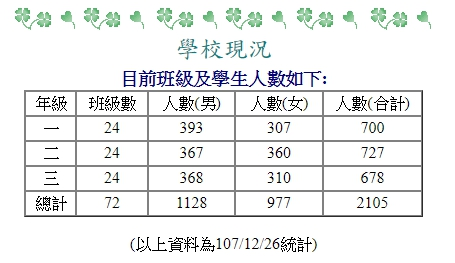 學校現況
目前班級及學生人數如下:
年級 班級數 人數(男) 人數(女) 人數(合計)
一 24 393 307 700
二 24 367 360 727
三 24 368 310 678
總計 72 1128 977 2105
(以上資料為107/12/26統計)